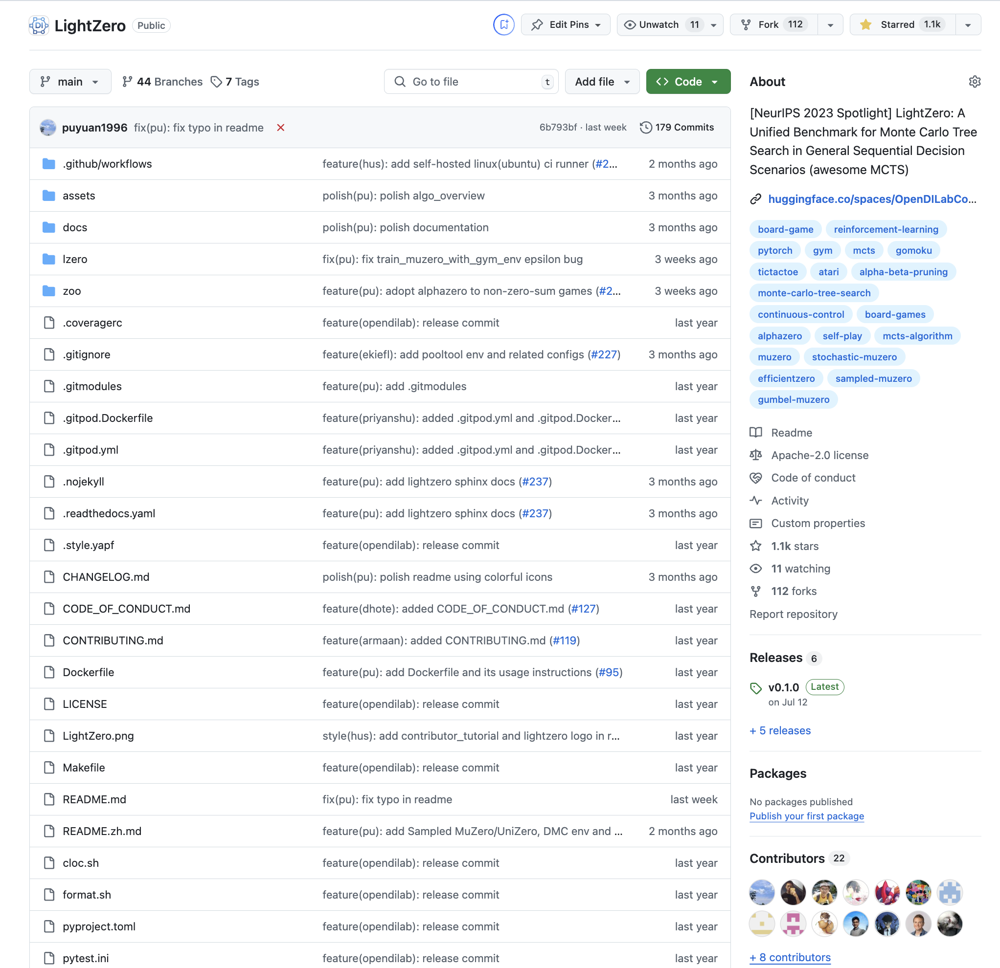 DI LightZero Public Edit Pins Unwatch 11 Fork 112 Starred 1.1k
main 44 Branches 7 Tags Go to file t Add file Code
puyuan1996 fix(pu): fix typo in readme 6b793bf · last week 179 Commits
.github/workflows feature(hus): add self-hosted linux(ubuntu) ci runner (#2... 2 months ago
assets polish(pu): polish algo_overview 3 months ago
docs polish(pu): polish documentation 3 months ago
lzero fix(pu): fix train_muzero_with_gym_env epsilon bug 3 weeks ago
zoo feature(pu): adopt alphazero to non-zero-sum games (#2... 3 weeks ago
.coveragerc feature(opendilab): release commit last year
.gitignore feature(ekiefl): add pooltool env and related configs (#227) 3 months ago
.gitmodules feature(pu): add .gitmodules last year
.gitpod.Dockerfile feature(priyanshu): added .gitpod.yml and .gitpod.Docker... last year
.gitpod.yml feature(priyanshu): added .gitpod.yml and .gitpod.Docker... last year
.nojekyll feature(pu): add lightzero sphinx docs (#237) 3 months ago
.readthedocs.yaml feature(pu): add lightzero sphinx docs (#237) 3 months ago
.style.yapf feature(opendilab): release commit last year
CHANGELOG.md polish(pu): polish readme using colorful icons 3 months ago
CODE_OF_CONDUCT.md feature(dhote): added CODE_OF_CONDUCT.md (#127) last year
CONTRIBUTING.md feature(armaan): added CONTRIBUTING.md (#119) last year
Dockerfile feature(pu): add Dockerfile and its usage instructions (#95) last year
LICENSE feature(opendilab): release commit last year
LightZero.png style(hus): add contributor_tutorial and lightzero logo in r... last year
Makefile feature(opendilab): release commit last year
README.md fix(pu): fix typo in readme last week
README.zh.md feature(pu): add Sampled MuZero/UniZero, DMC env and ... 2 months ago
cloc.sh feature(opendilab): release commit last year
format.sh feature(opendilab): release commit last year
pyproject.toml feature(opendilab): release commit last year
pytest.ini feature(opendilab): release commit last year
About
[NeurIPS 2023 Spotlight] LightZero: A
Unified Benchmark for Monte Carlo Tree
Search in General Sequential Decision
Scenarios (awesome MCTS)
huggingface.co/spaces/OpenDILabCo...
board-game reinforcement-learning
pytorch gym mcts gomoku
tictactoe atari alpha-beta-pruning
monte-carlo-tree-search
continuous-control board-games
alphazero self-play mcts-algorithm
muzero stochastic-muzero
efficientzero sampled-muzero
gumbel-muzero
Readme
Apache-2.0 license
Code of conduct
Activity
Custom properties
1.1k stars
11 watching
112 forks
Report repository
Releases 6
v0.1.0 Latest
on Jul 12
+ 5 releases
Packages
No packages published
Publish your first package
Contributors 22
+ 8 contributors